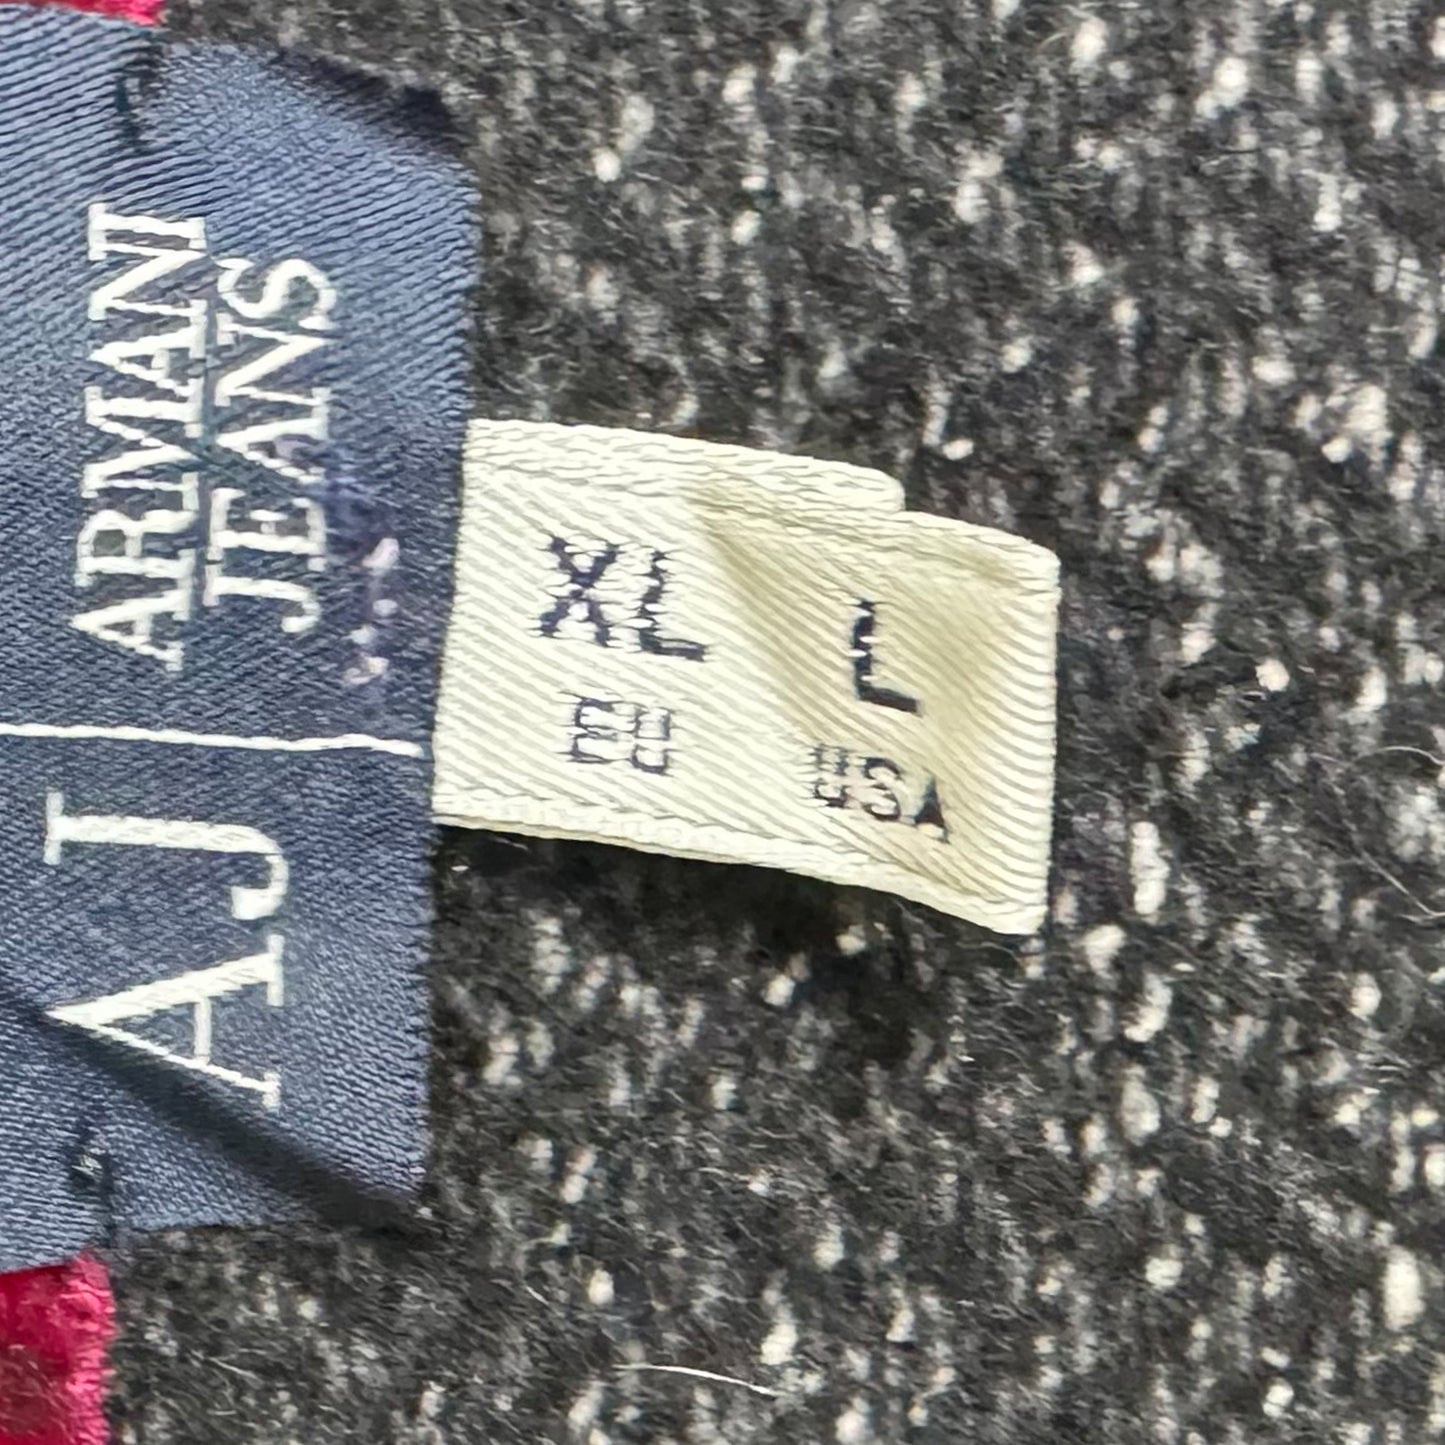 AJ | ARMANI
JEANS
EU XL
USA L